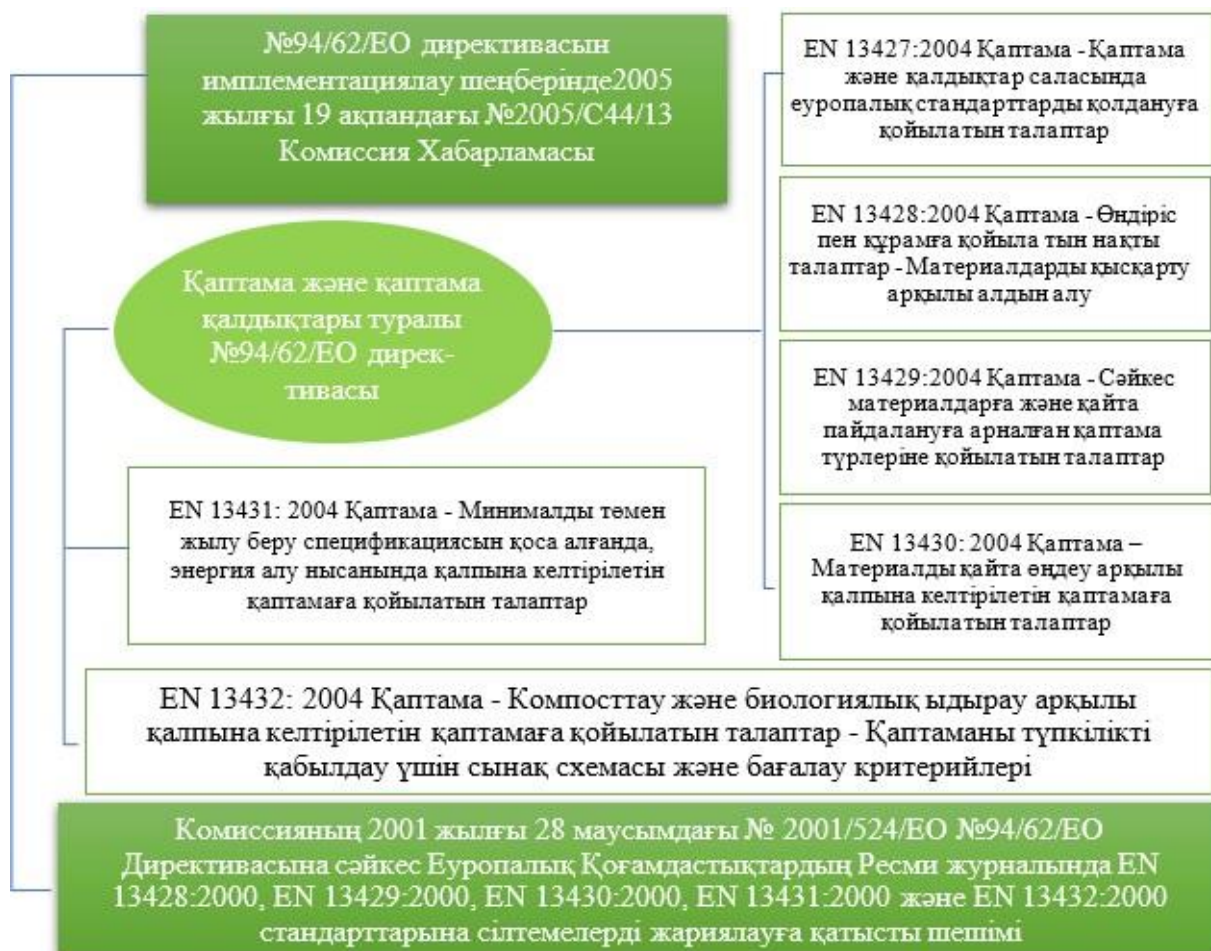 №94/62/ЕО директивасын
имплементациялау шеңберінде2005
жылғы 19 ақпандағы №2005/C44/13
Комиссия Хабарламасы
Қаптама және қаптама
қалдықтары туралы
№94/62/ЕО дирек-
тивасы
EN 13427:2004 Қаптама - Қаптама
және қалдықтар саласында
еуропалық стандарттарды қолдануға
қойылатын талаптар
EN 13428:2004 Қаптама - Өндіріс
пен құрамға қойыла тын нақты
талаптар - Материалдарды қысқарту
арқылы алдын алу
EN 13429:2004 Қаптама - Сәйкес
материалдарға және қайта
пайдалануға арналған қаптама
түрлеріне қойылатын талаптар
EN 13430: 2004 Қаптама –
Материалды қайта өңдеу арқылы
қалпына келтірілетін қаптамаға
қойылатын талаптар
EN 13431: 2004 Қаптама - Минималды төмен
жылу беру спецификациясын қоса алғанда,
энергия алу нысанында қалпына келтірілетін
қаптамаға қойылатын талаптар
EN 13432: 2004 Қаптама - Компосттау және биологиялық ыдырау арқылы
қалпына келтірілетін қаптамаға қойылатын талаптар - Қаптаманы түпкілікті
қабылдау үшін сынақ схемасы және бағалау критерийлері
Комиссияның 2001 жылғы 28 маусымдағы № 2001/524/ЕО №94/62/ЕО
Директивасына сәйкес Еуропалық Қоғамдастықтардың Ресми журналында EN
13428:2000, EN 13429:2000, EN 13430:2000, EN 13431:2000 және EN 13432:2000
стандарттарына сілтемелерді жариялауға қатысты шешімі